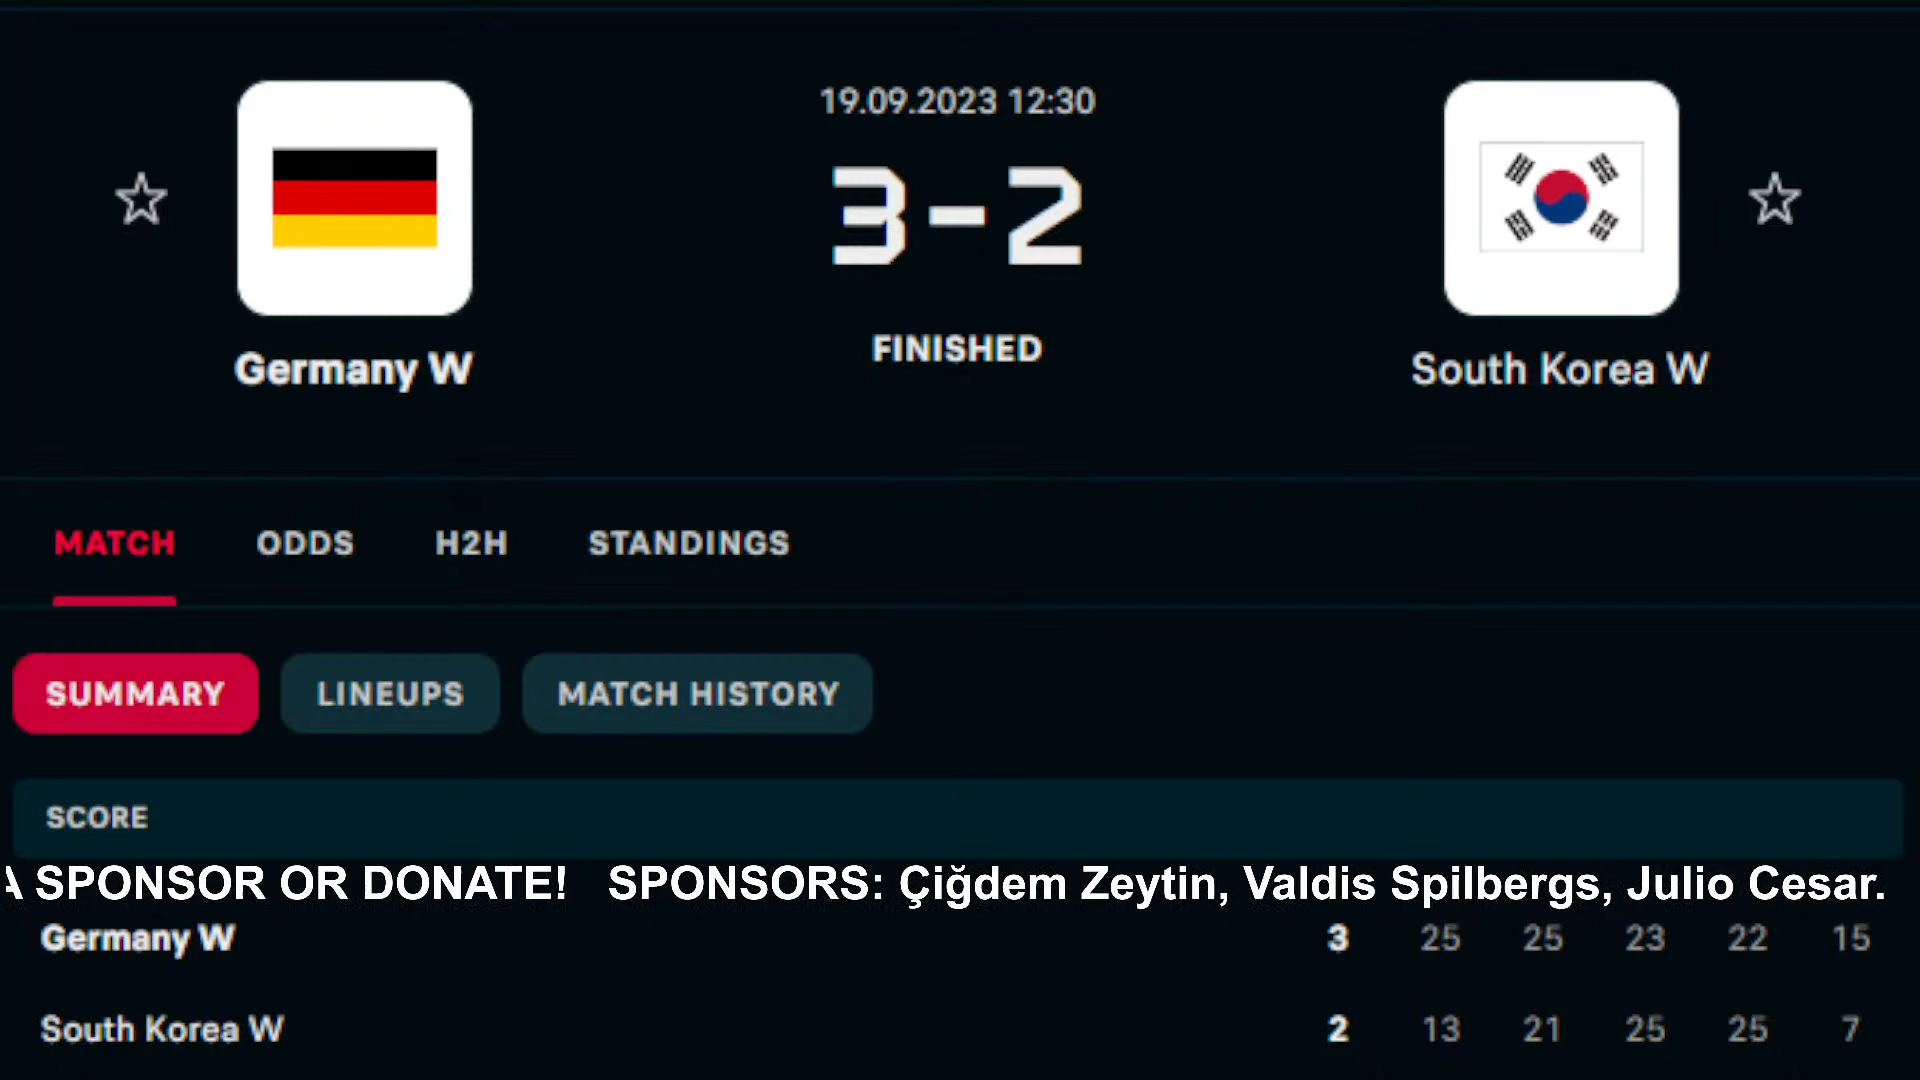 19.09.2023 12:30
3-2
FINISHED
Germany W
South Korea W
MATCH ODDS H2H STANDINGS
SUMMARY LINEUPS MATCH HISTORY
SCORE
A SPONSOR OR DONATE! SPONSORS: Çiğdem Zeytin, Valdis Spilbergs, Julio Cesar.
Germany W 3 25 25 23 22 15
South Korea W 2 13 21 25 25 7